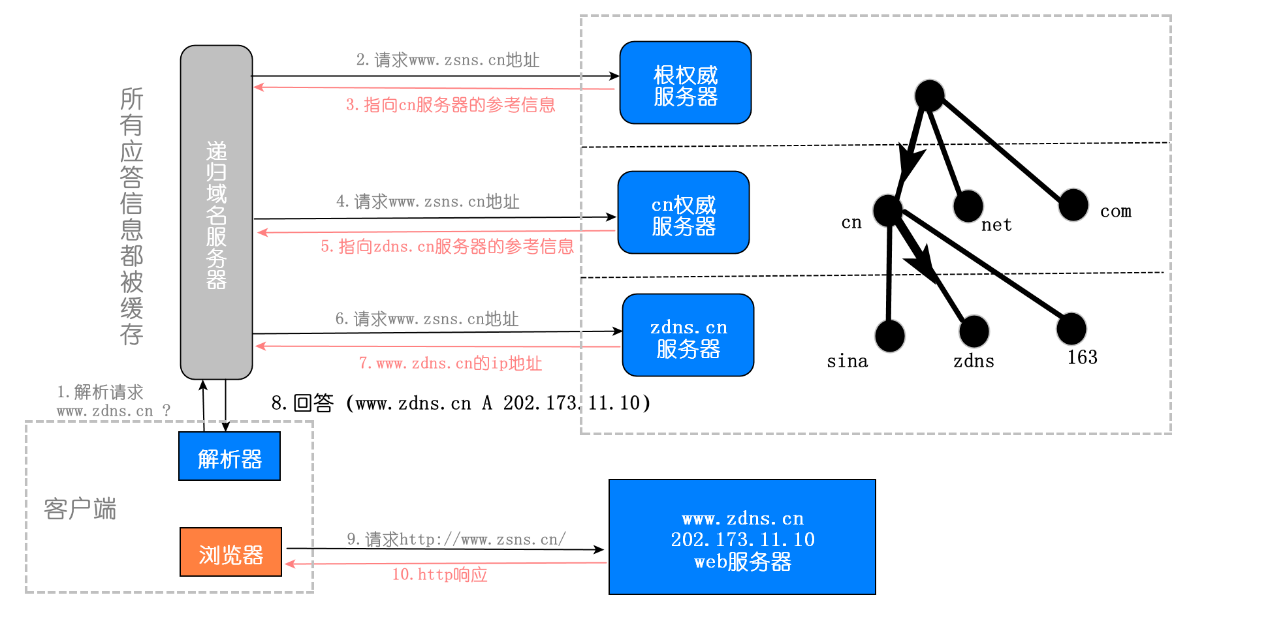 2.请求www.zsns.cn地址
3.指向cn服务器的参考信息
根权威
服务器
所有应答信息都被缓存
递归域名服务器
4.请求www.zsns.cn地址
5.指向zdns.cn服务器的参考信息
cn权威
服务器
cn
net
com
6.请求www.zsns.cn地址
7.www.zdns.cn的ip地址
zdns.cn
服务器
sina
zdns
163
1.解析请求
www.zdns.cn ?
8.回答 (www.zdns.cn A 202.173.11.10)
解析器
客户端
浏览器
9.请求http://www.zsns.cn/
10.http响应
www.zdns.cn
202.173.11.10
web服务器